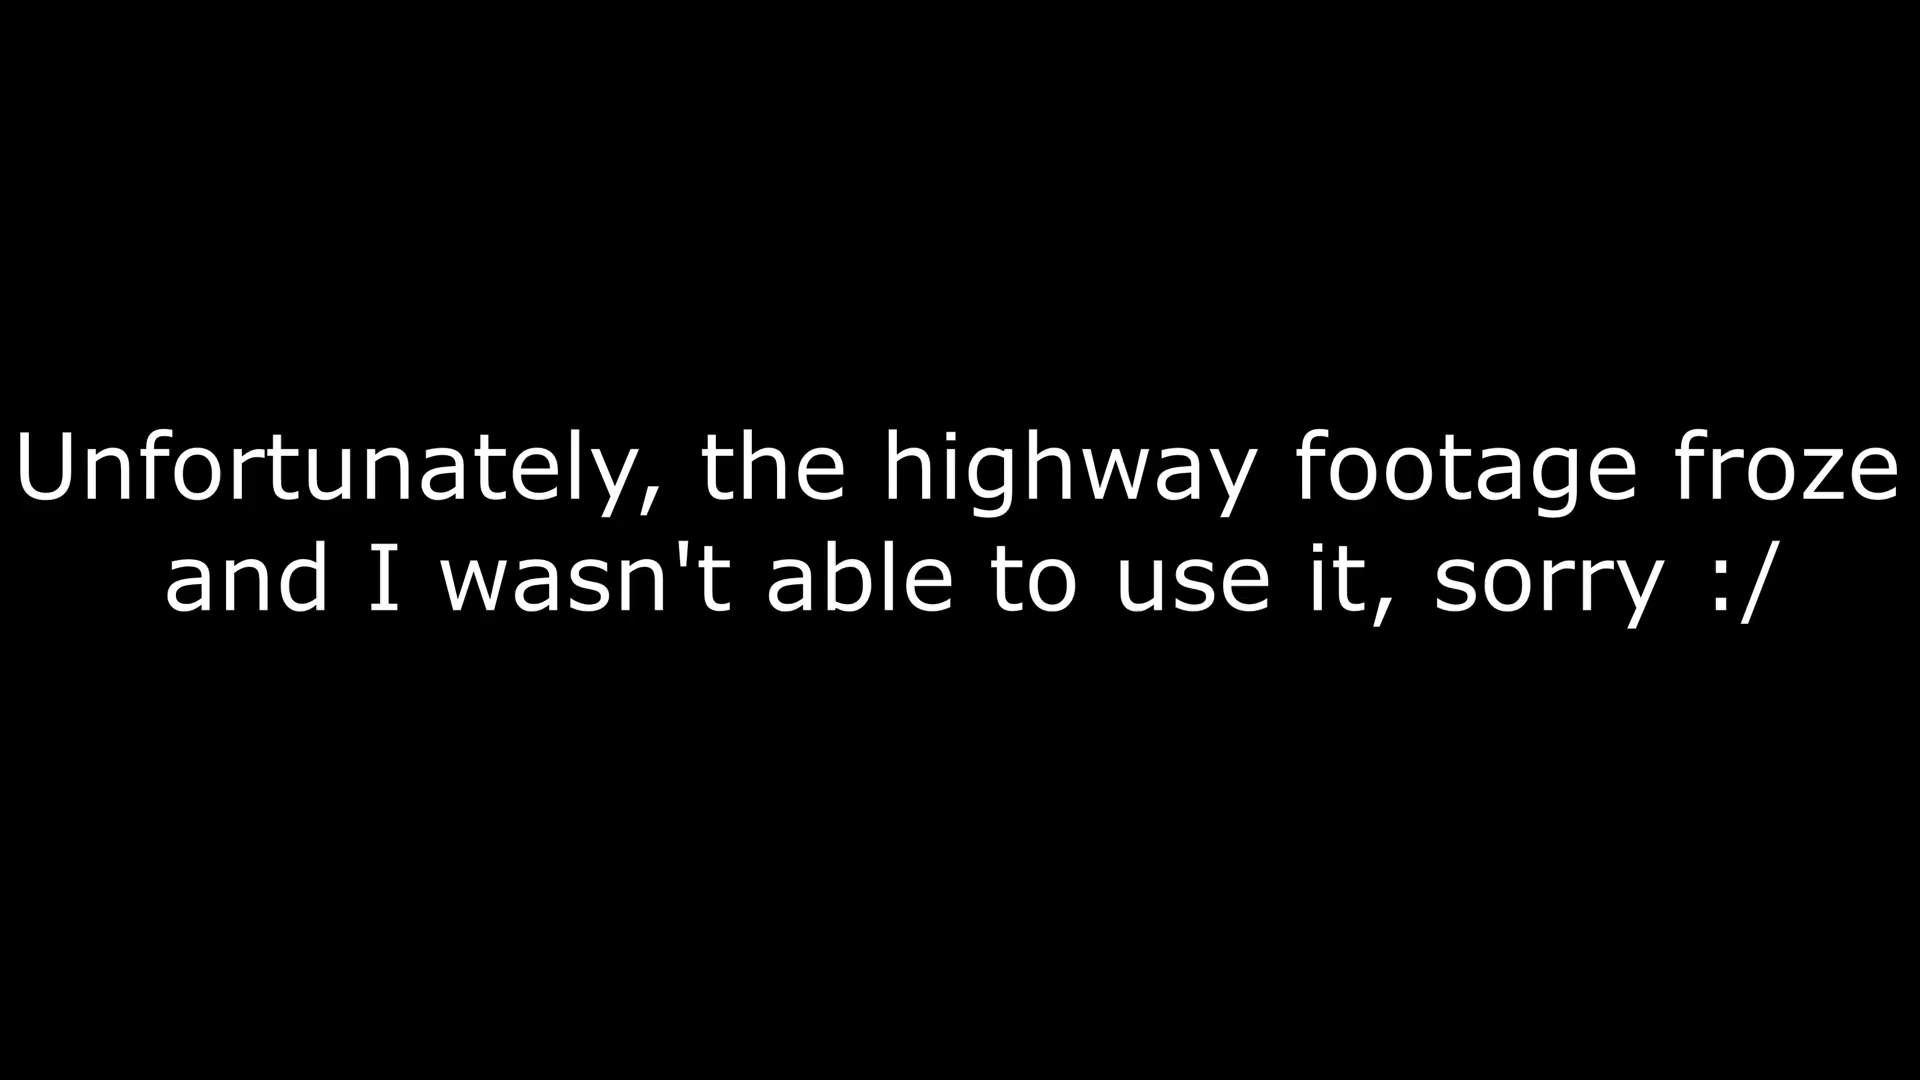 Unfortunately, the highway footage froze
and I wasn't able to use it, sorry :/